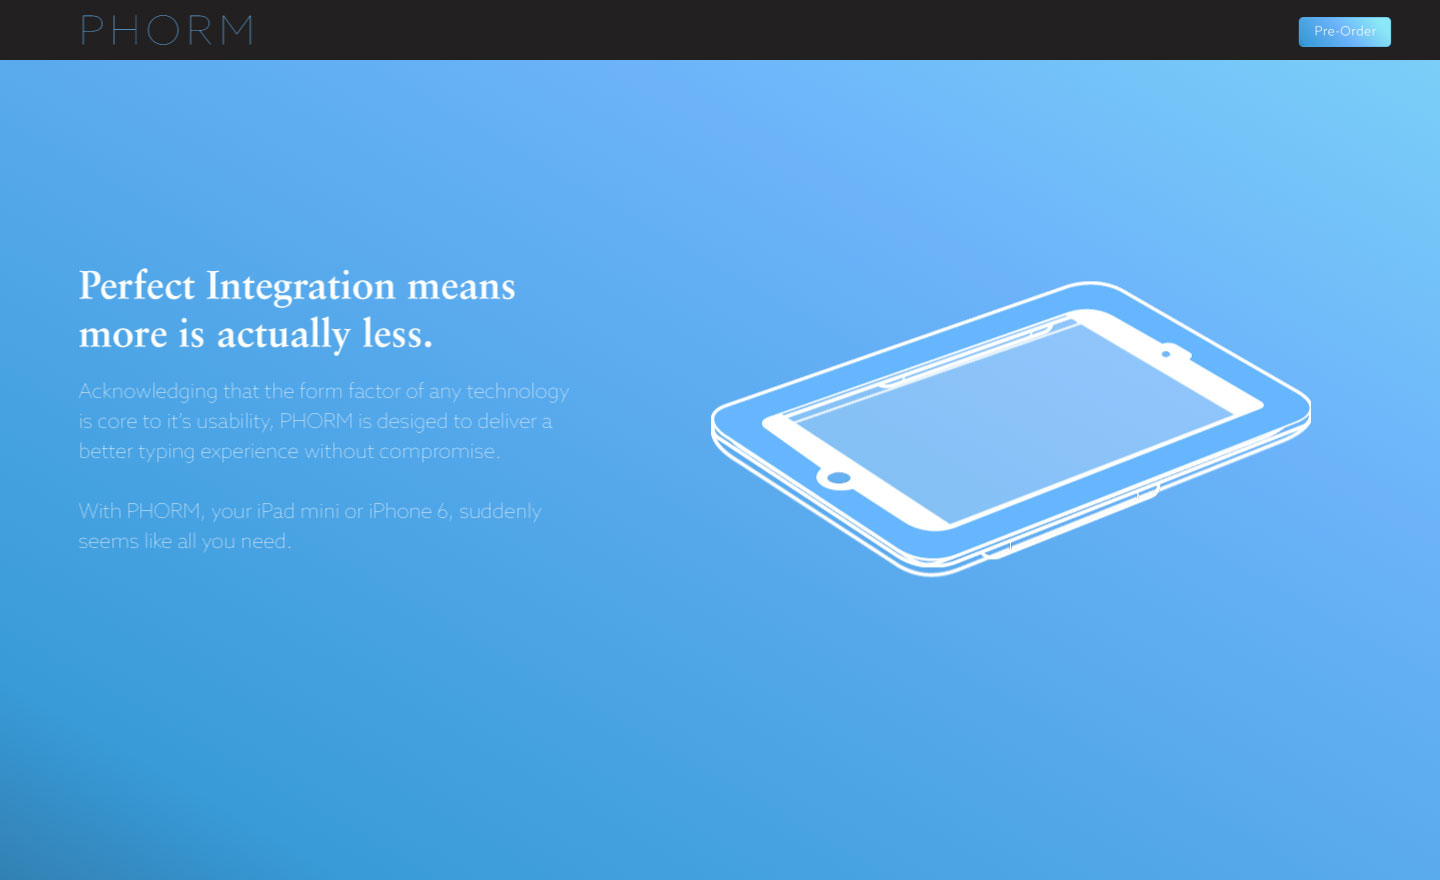 PHORM
Pre-Order
Perfect Integration means
more is actually less.
Acknowledging that the form factor of any technology
is core to it's usability, PHORM is desiged to deliver a
better typing experience without compromise.
With PHORM, your iPad mini or iPhone 6, suddenly
seems like all you need.